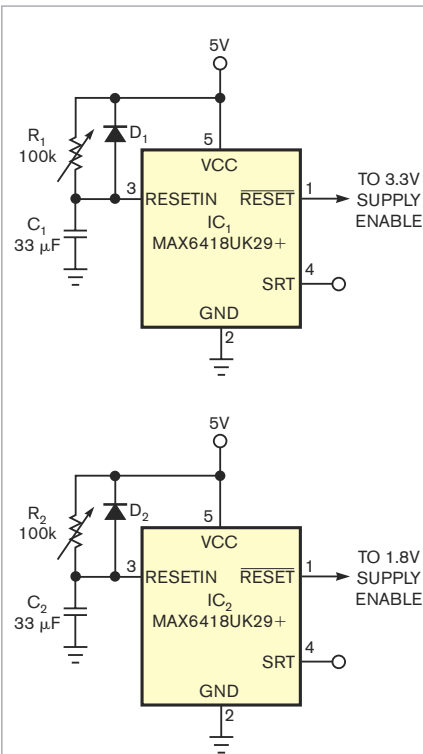 5V
R1
100k
D1
5
VCC
3
RESETIN
RESET
1
TO 3.3V
SUPPLY
ENABLE
IC1
MAX6418UK29+
C1
33 μF
SRT
4
GND
2
5V
R2
100k
D2
5
VCC
3
RESETIN
RESET
1
TO 1.8V
SUPPLY
ENABLE
IC2
MAX6418UK29+
C2
33 μF
SRT
4
GND
2